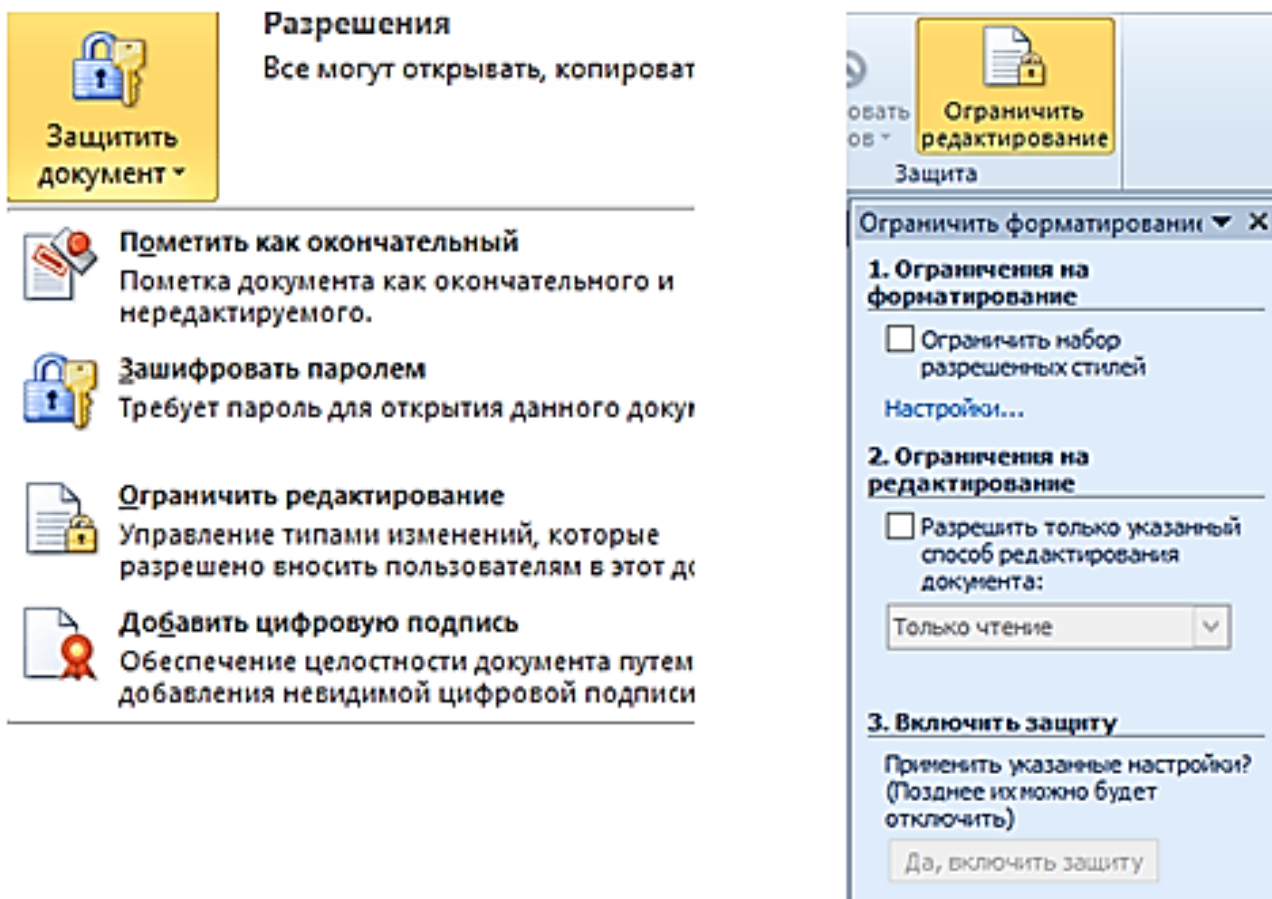 Разрешения
Все могут открывать, копироват
Защитить
документ
Пометить как окончательный
Пометка документа как окончательного и
нередактируемого.
Зашифровать паролем
Требует пароль для открытия данного доку
Ограничить редактирование
Управление типами изменений, которые
разрешено вносить пользователям в этот д
Добавить цифровую подпись
Обеспечение целостности документа путем
добавления невидимой цифровой подписи
овать
ов
Ограничить
редактирование
Защита
Ограничить форматировани
1. Ограничения на
форматирование
Ограничить набор
разрешенных стилей
Настройки...
2. Ограничения на
редактирование
Разрешить только указанный
способ редактирования
документа:
Только чтение
3. Включить защиту
Применить указанные настройки?
(Позднее их можно будет
отключить)
Да, включить защиту